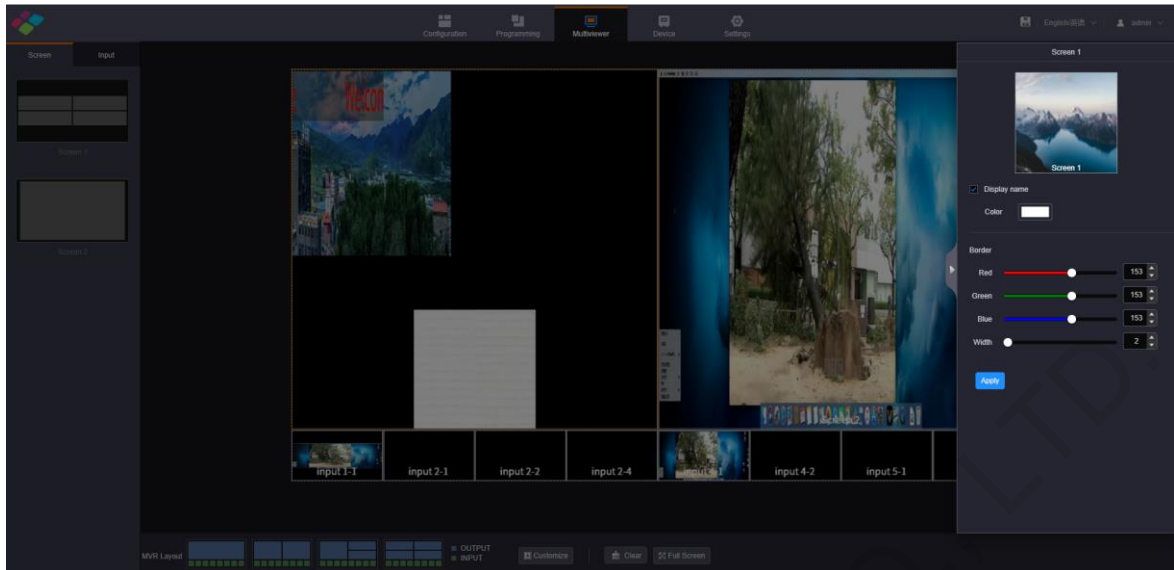 Configuration
Programming
Multiviewer
Device
Settings
English/英语
admin
Screen
Input
Screen 1
Screen 2
input 1-1
input 2-1
input 2-2
input 2-4
input 4-2
input 5-1
MVR Layout
OUTPUT
INPUT
Customize
Clear
Full Screen
Screen 1
Screen 1
Display name
Color
Border
Red
153
Green
153
Blue
153
Width
2
Apply
LTD.